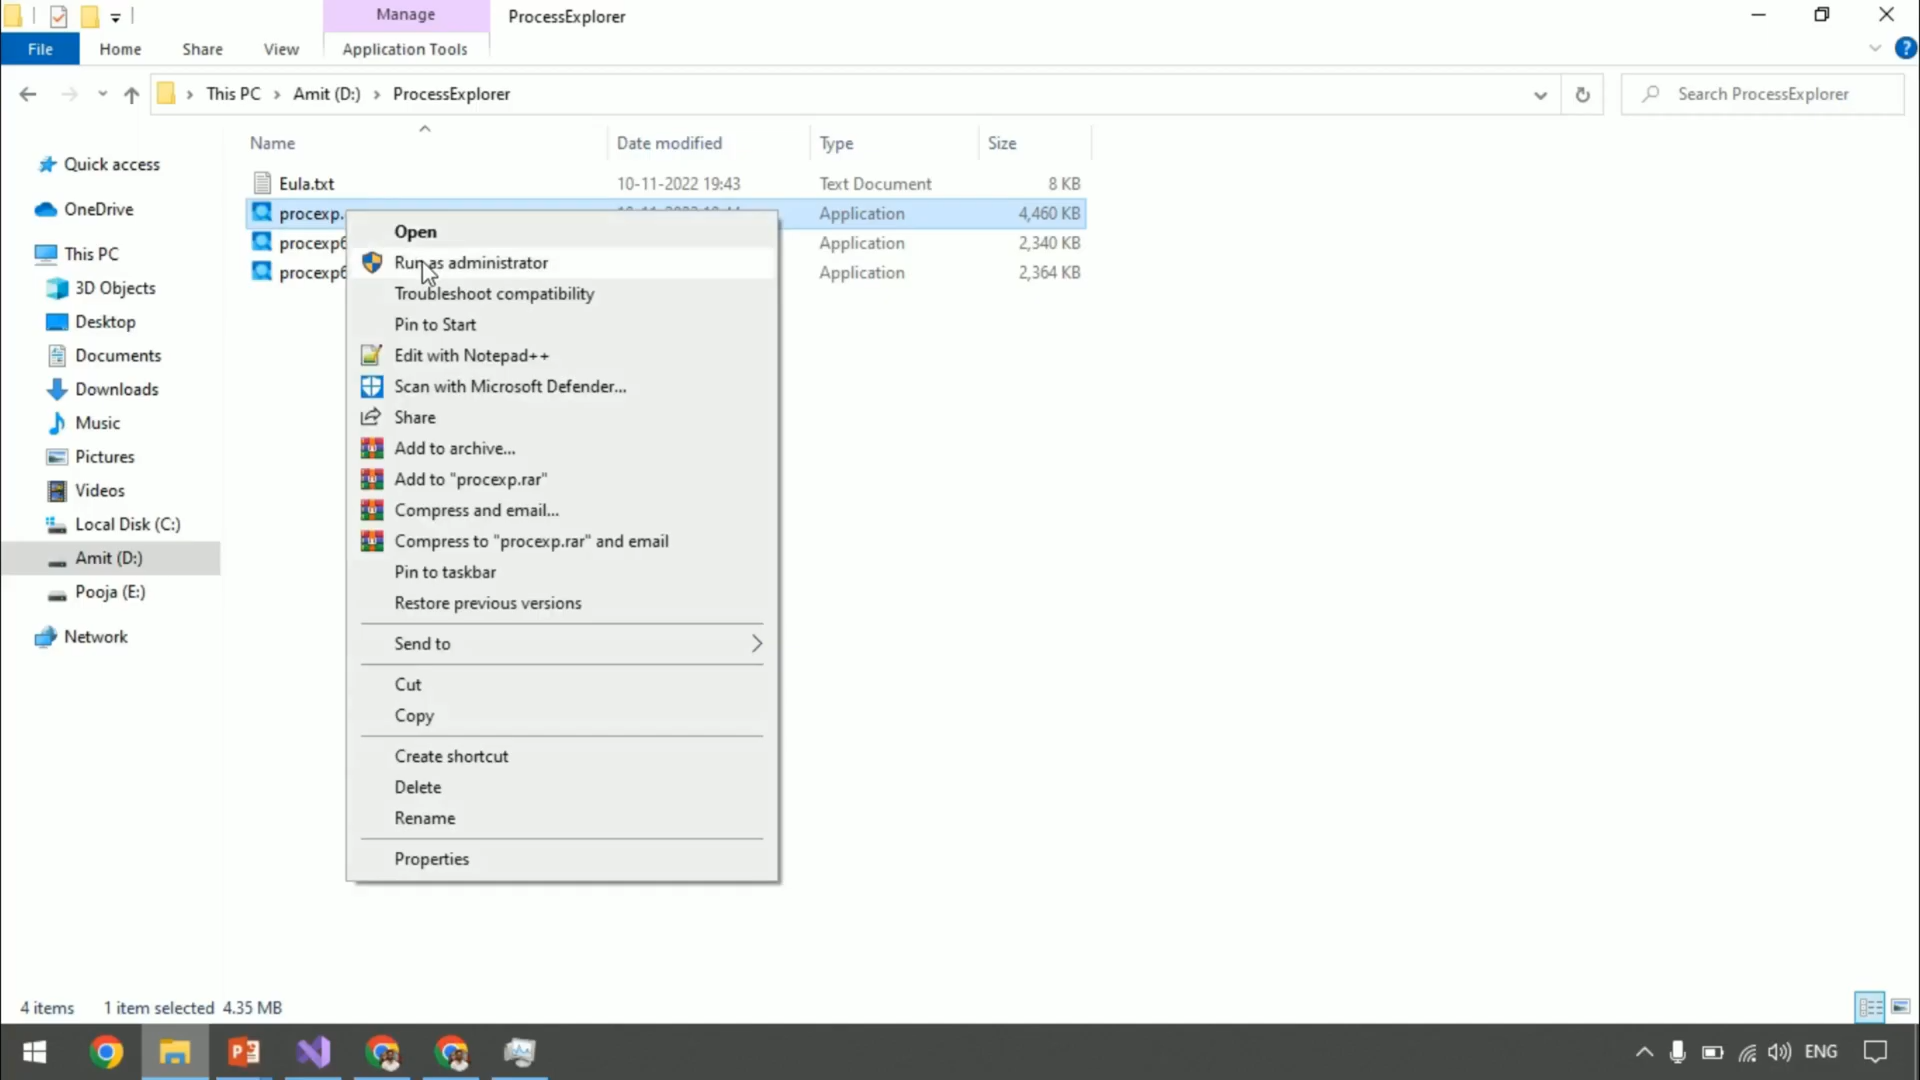 Manage
ProcessExplorer
File
Home
Share
View
Application Tools
This PC
Amit (D:)
ProcessExplorer
Search ProcessExplorer
Name
Date modified
Type
Size
Eula.txt
10-11-2022 19:43
Text Document
8 KB
procexp.
Application
4,460 KB
procexp6
Application
2,340 KB
procexp6
Application
2,364 KB
Quick access
OneDrive
This PC
3D Objects
Desktop
Documents
Downloads
Music
Pictures
Videos
Local Disk (C:)
Amit (D:)
Pooja (E:)
Network
Open
Run as administrator
Troubleshoot compatibility
Pin to Start
Edit with Notepad++
Scan with Microsoft Defender...
Share
Add to archive...
Add to "procexp.rar"
Compress and email...
Compress to "procexp.rar" and email
Pin to taskbar
Restore previous versions
Send to
Cut
Copy
Create shortcut
Delete
Rename
Properties
4 items
1 item selected 4.35 MB
ENG